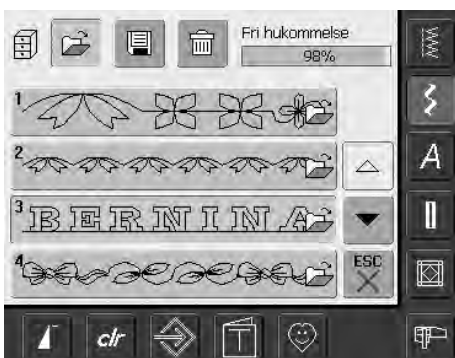 Fri hukommelse
98%
1
2
A
3 BERNINA
ESC
4
clr
T